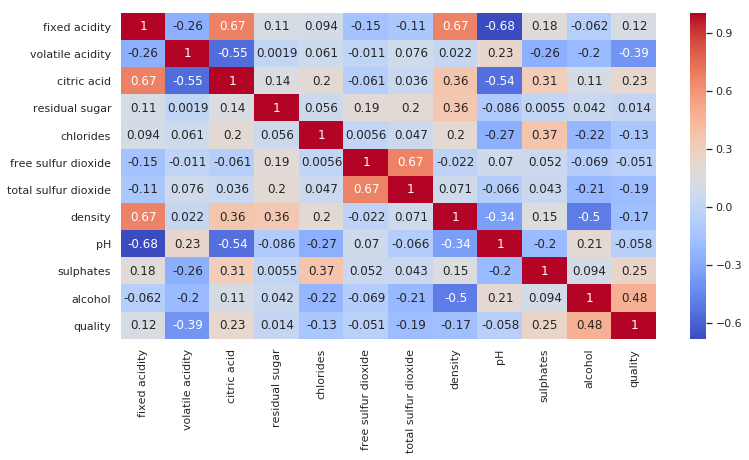 fixed acidity 1 -0.26 0.67 0.11 0.094 -0.15 -0.11 0.67 -0.68 0.18 -0.062 0.12
volatile acidity -0.26 1 -0.55 0.0019 0.061 -0.011 0.076 0.022 0.23 -0.26 -0.2 -0.39
citric acid 0.67 -0.55 1 0.14 0.2 -0.061 0.036 0.36 -0.54 0.31 0.11 0.23
residual sugar 0.11 0.0019 0.14 1 0.056 0.19 0.2 0.36 -0.086 0.0055 0.042 0.014
chlorides 0.094 0.061 0.2 0.056 1 0.0056 0.047 0.2 -0.27 0.37 -0.22 -0.13
free sulfur dioxide -0.15 -0.011 -0.061 0.19 0.0056 1 0.67 -0.022 0.07 0.052 -0.069 -0.051
total sulfur dioxide -0.11 0.076 0.036 0.2 0.047 0.67 1 0.071 -0.066 0.043 -0.21 -0.19
density 0.67 0.022 0.36 0.36 0.2 -0.022 0.071 1 -0.34 0.15 -0.5 -0.17
pH -0.68 0.23 -0.54 -0.086 -0.27 0.07 -0.066 -0.34 1 -0.2 0.21 -0.058
sulphates 0.18 -0.26 0.31 0.0055 0.37 0.052 0.043 0.15 -0.2 1 0.094 0.25
alcohol -0.062 -0.2 0.11 0.042 -0.22 -0.069 -0.21 -0.5 0.21 0.094 1 0.48
quality 0.12 -0.39 0.23 0.014 -0.13 -0.051 -0.19 -0.17 -0.058 0.25 0.48 1
fixed acidity
volatile acidity
citric acid
residual sugar
chlorides
free sulfur dioxide
total sulfur dioxide
density
pH
sulphates
alcohol
quality
0.9
0.6
0.3
0.0
−0.3
−0.6